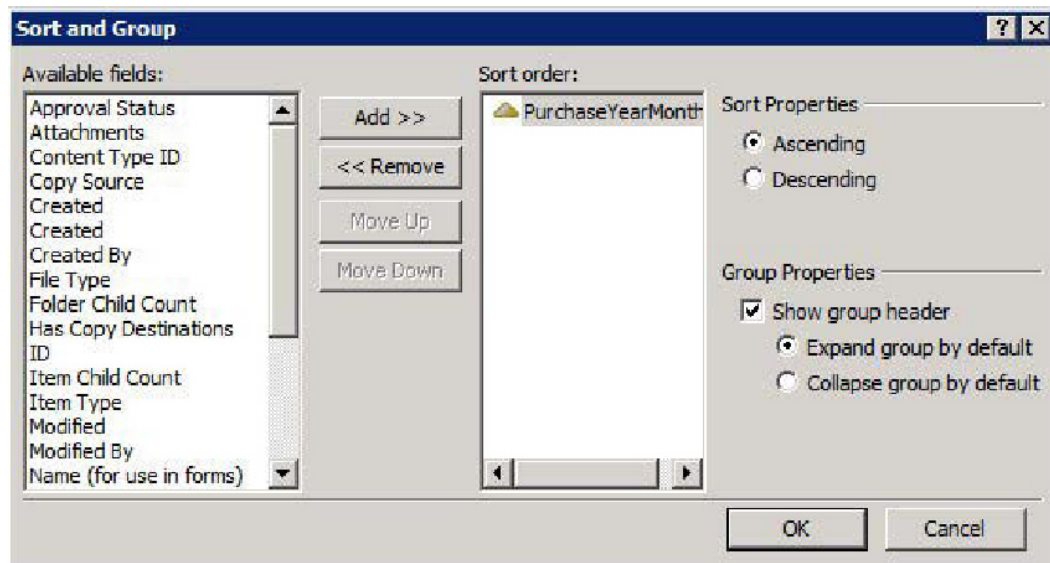 Sort and Group
Available fields:
Approval Status
Attachments
Content Type ID
Copy Source
Created
Created
Created By
File Type
Folder Child Count
Has Copy Destinations
ID
Item Child Count
Item Type
Modified
Modified By
Name (for use in forms)
Add >>
<< Remove
Move Up
Move Down
Sort order:
PurchaseYearMonth
Sort Properties
Ascending
Descending
Group Properties
Show group header
Expand group by default
Collapse group by default
OK
Cancel